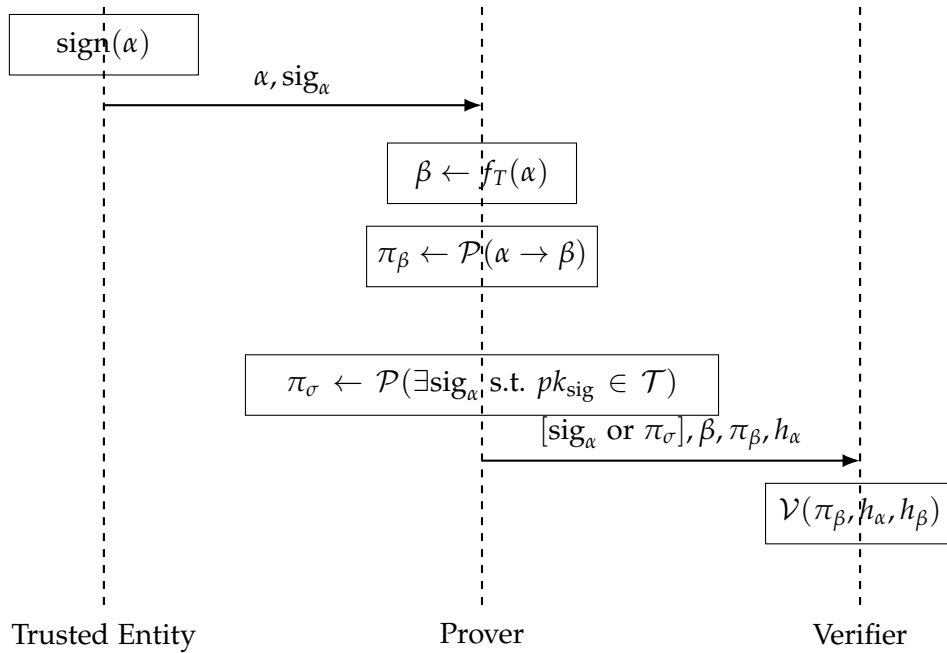 sign(α)
α, sig_α
β ← f_T(α)
π_β ← 𝒫(α → β)
π_σ ← 𝒫(∃sig_α s.t. pk_sig ∈ 𝒯)
[sig_α or π_σ], β, π_β, h_α
𝒱(π_β, h_α, h_β)
Trusted Entity
Prover
Verifier